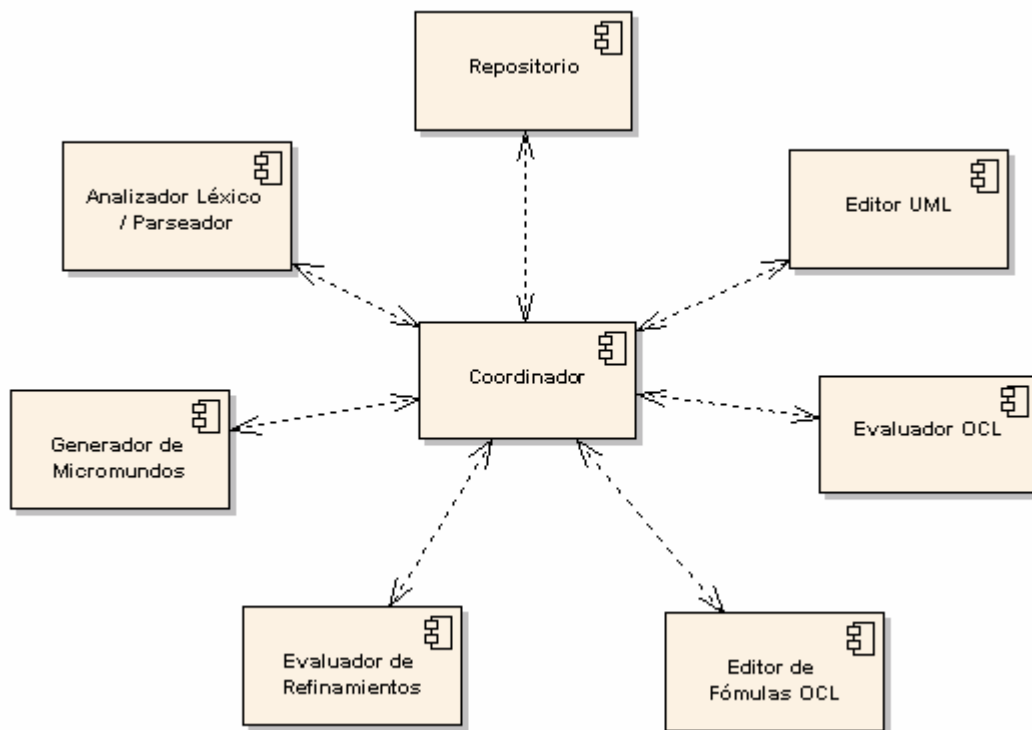 Repositorio
Analizador Léxico
/ Parseador
Editor UML
Coordinador
Generador de
Micromundos
Evaluador OCL
Evaluador de
Refinamientos
Editor de
Fómulas OCL